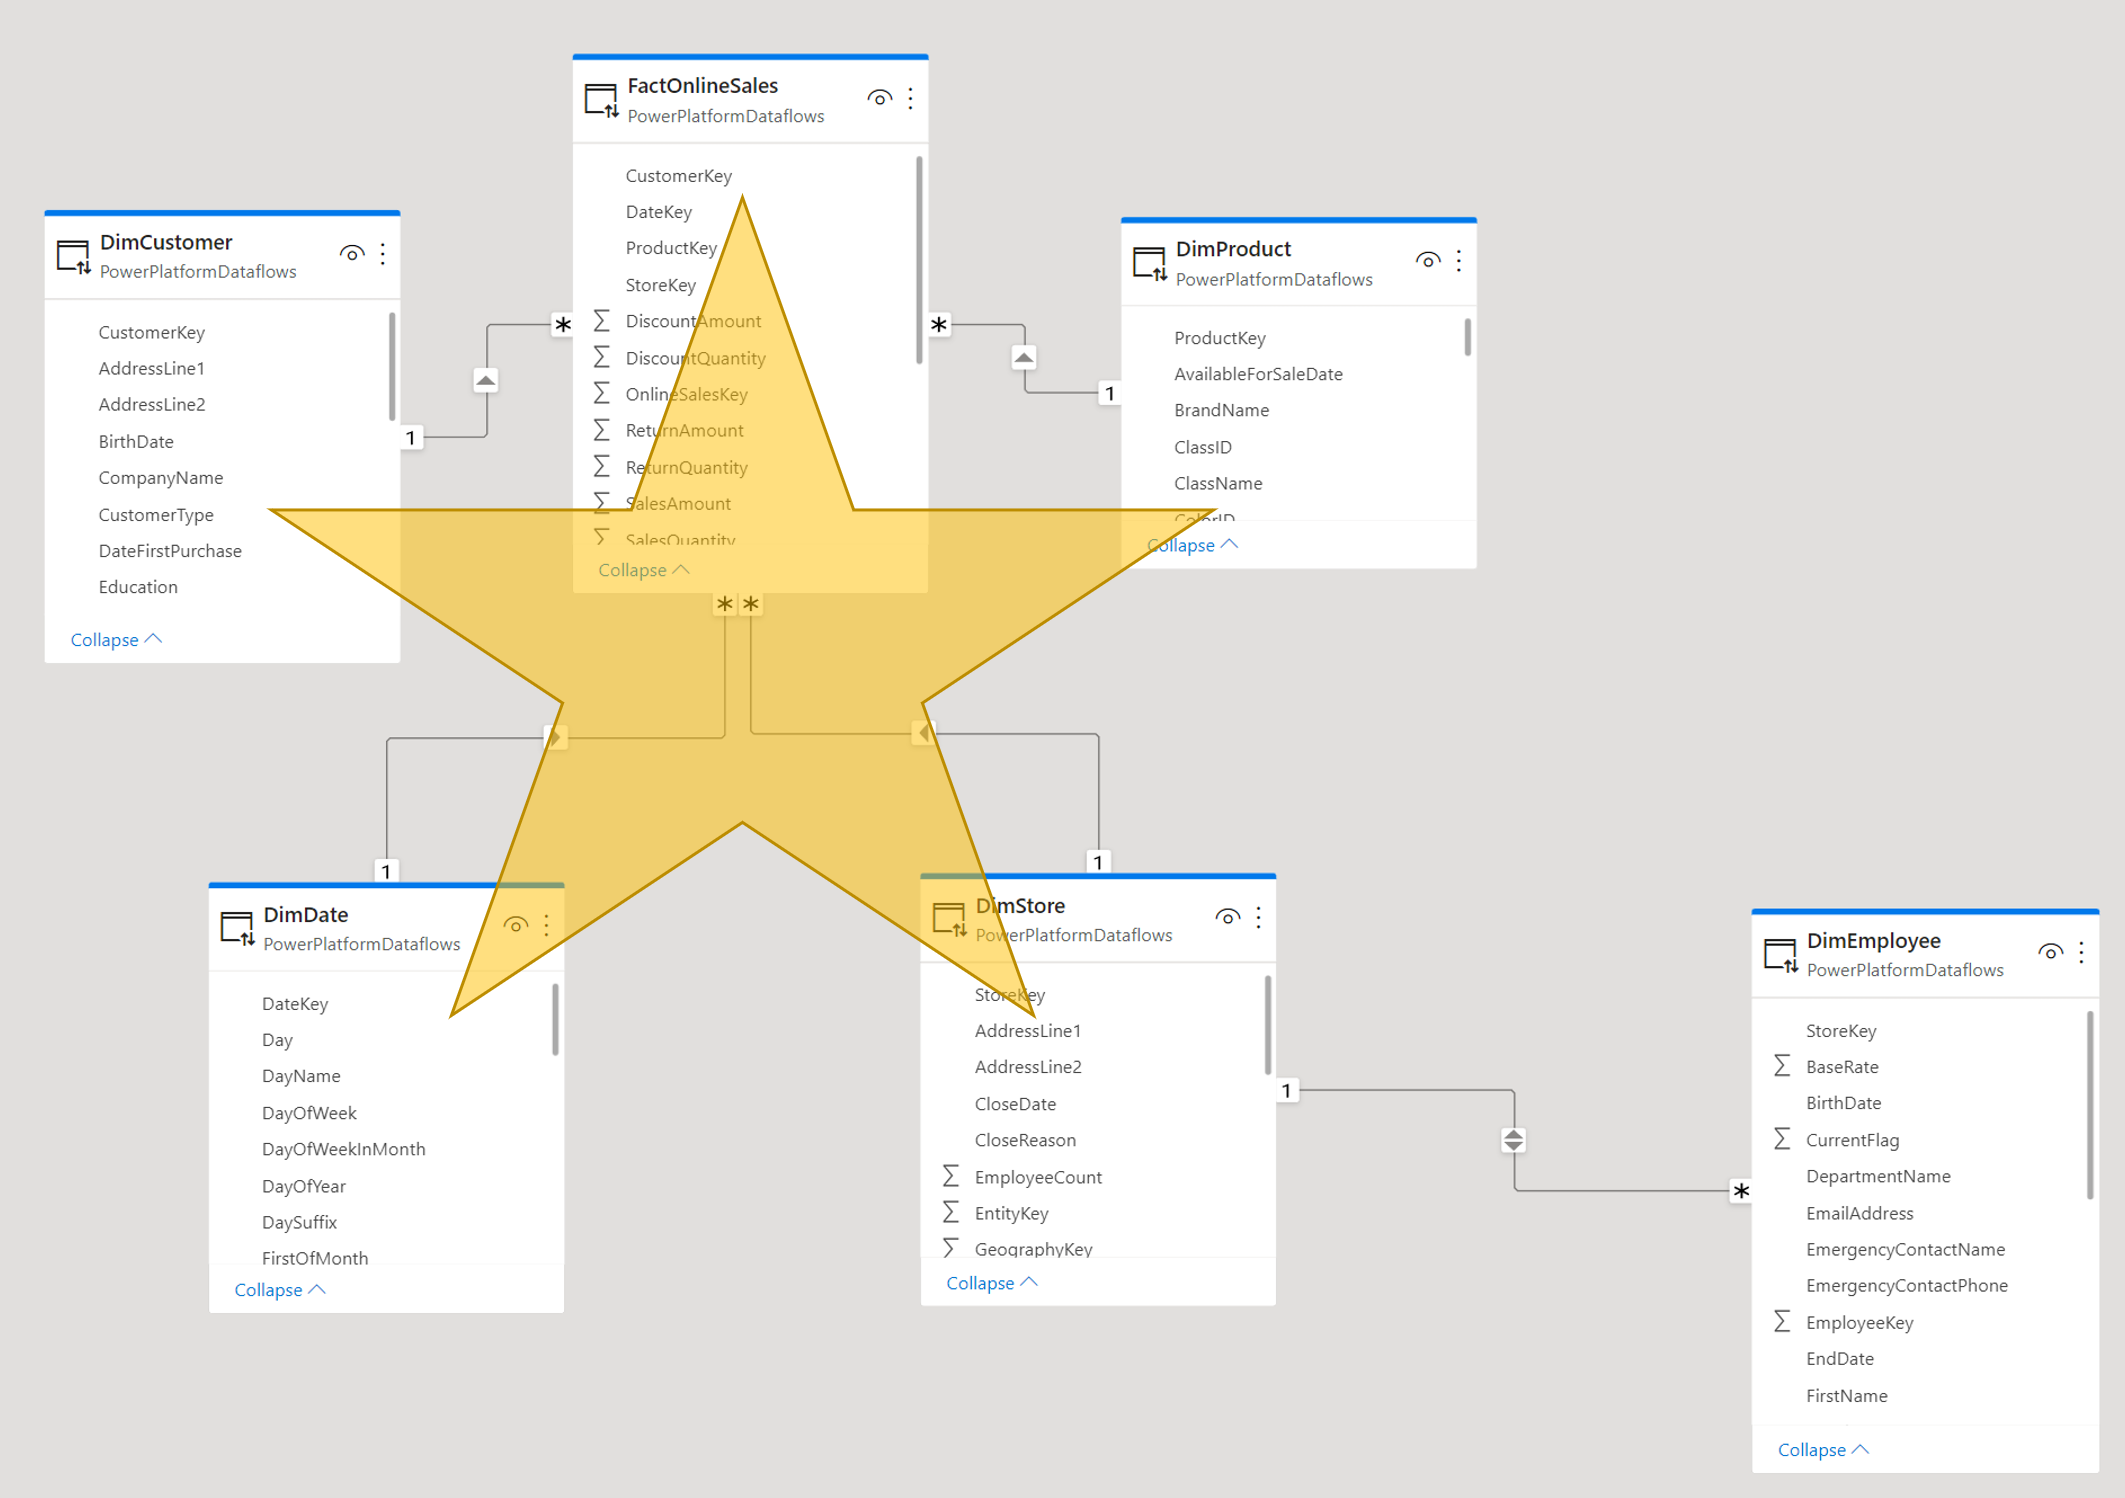 FactOnlineSales
PowerPlatformDataflows
CustomerKey
DateKey
ProductKey
StoreKey
DiscountAmount
DiscountQuantity
OnlineSalesKey
ReturnAmount
ReturnQuantity
SalesAmount
SalesQuantity
Collapse
* *
DimCustomer
PowerPlatformDataflows
CustomerKey
AddressLine1
AddressLine2
BirthDate
CompanyName
CustomerType
DateFirstPurchase
Education
Collapse
1
*
DimProduct
PowerPlatformDataflows
ProductKey
AvailableForSaleDate
BrandName
ClassID
ClassName
ColorID
Collapse
*
1
1
DimDate
PowerPlatformDataflows
DateKey
Day
DayName
DayOfWeek
DayOfWeekInMonth
DayOfYear
DaySuffix
FirstOfMonth
Collapse
1
DimStore
PowerPlatformDataflows
StoreKey
AddressLine1
AddressLine2
CloseDate
CloseReason
EmployeeCount
EntityKey
GeographyKey
Collapse
1
*
DimEmployee
PowerPlatformDataflows
StoreKey
BaseRate
BirthDate
CurrentFlag
DepartmentName
EmailAddress
EmergencyContactName
EmergencyContactPhone
EmployeeKey
EndDate
FirstName
Collapse